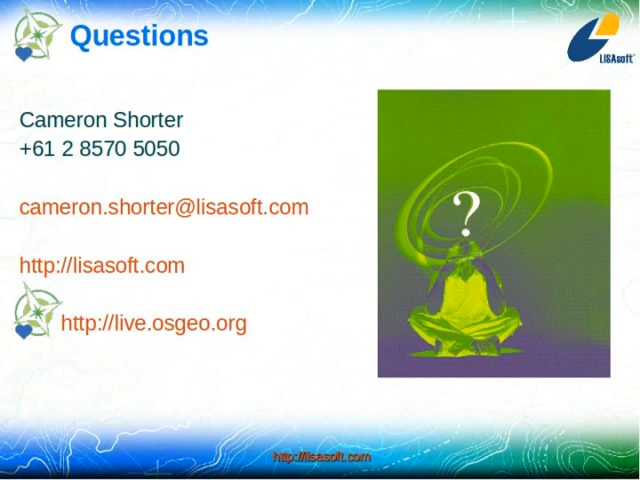 Questions
LISAsoft
Cameron Shorter
+61 2 8570 5050
cameron.shorter@lisasoft.com
?
http://lisasoft.com
http://live.osgeo.org
http://lisasoft.com